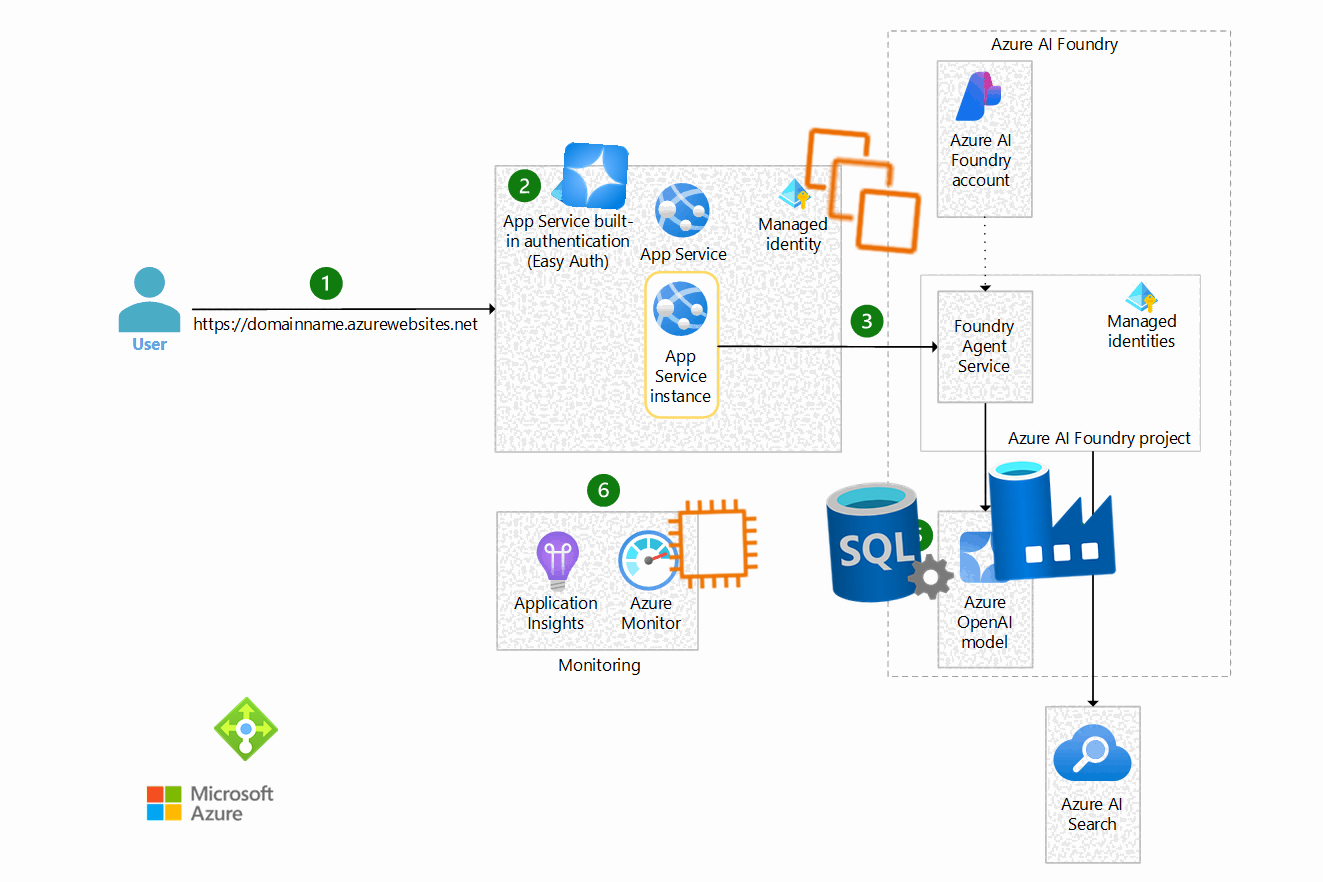 Azure AI Foundry
Azure AI
Foundry
account
2
App Service built-
in authentication
(Easy Auth)
App Service
Managed
identity
1
https://domainname.azurewebsites.net
User
App
Service
instance
3
Foundry
Agent
Service
Managed
identities
Azure AI Foundry project
6
Application
Insights
Azure
Monitor
Monitoring
SQL
Azure
OpenAI
model
Azure AI
Search
Microsoft
Azure